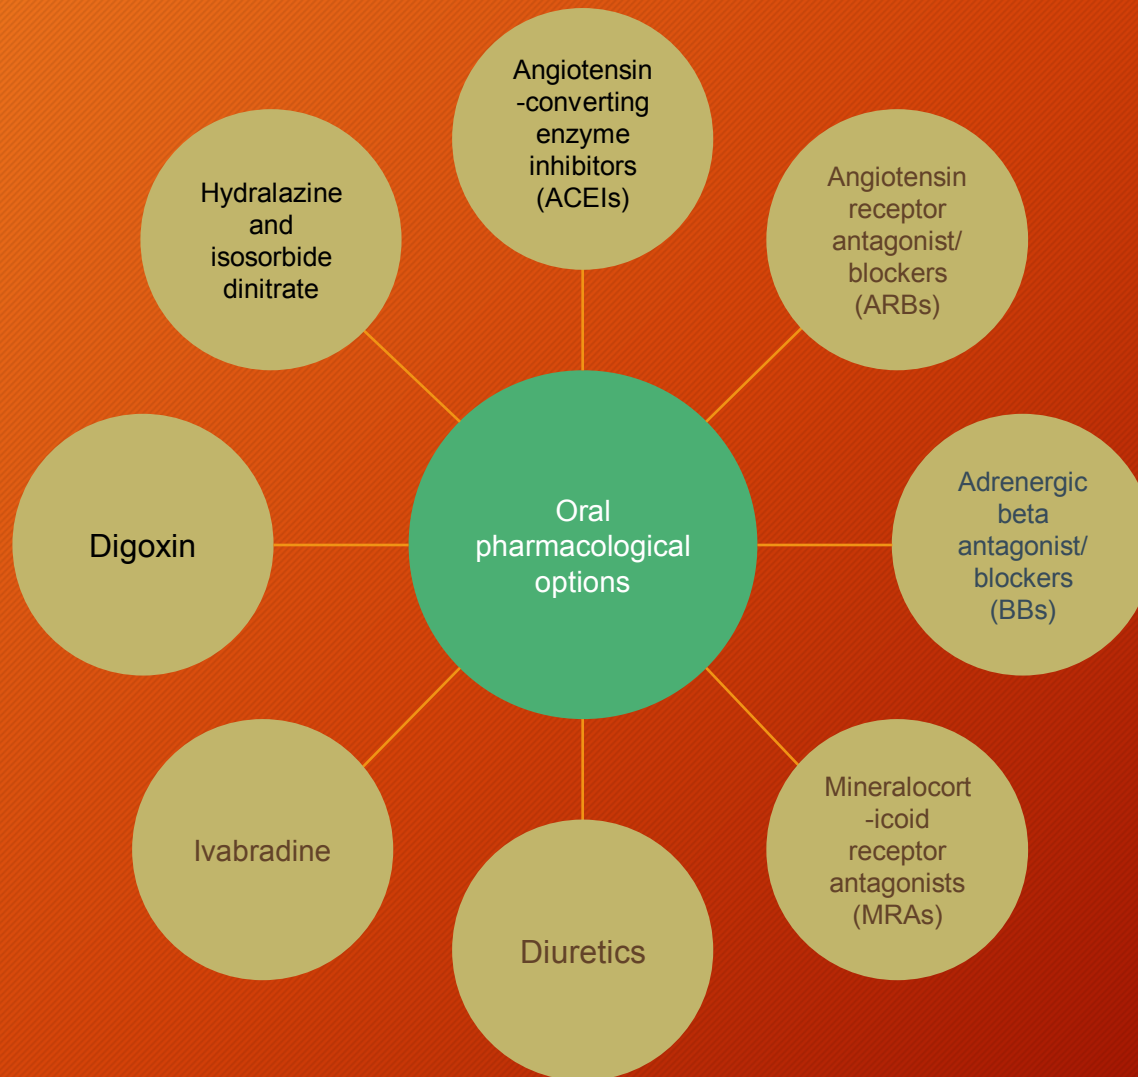 Angiotensin
-converting
enzyme
inhibitors
(ACEIs)
Angiotensin
receptor
antagonist/
blockers
(ARBs)
Adrenergic
beta
antagonist/
blockers
(BBs)
Mineralocort
-icoid
receptor
antagonists
(MRAs)
Diuretics
Ivabradine
Digoxin
Hydralazine
and
isosorbide
dinitrate
Oral
pharmacological
options